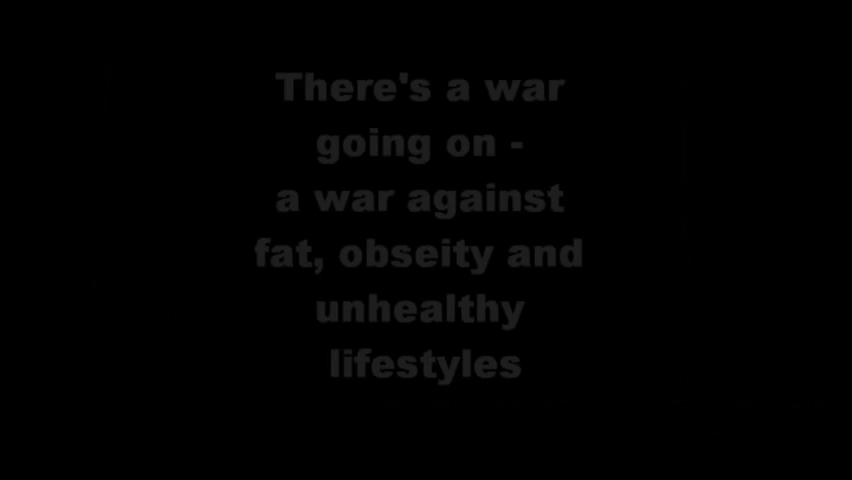 There's a war
going on -
a war against
fat, obseity and
unhealthy
lifestyles